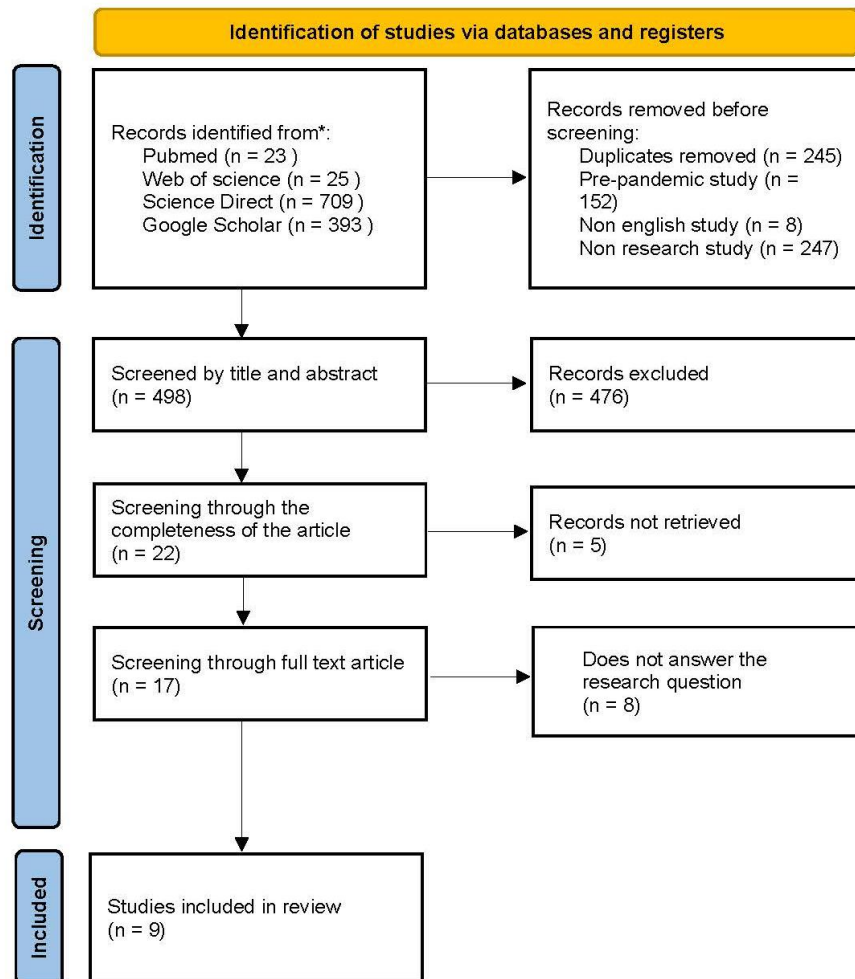 Identification of studies via databases and registers
Identification
Records identified from*:
Pubmed (n = 23 )
Web of science (n = 25 )
Science Direct (n = 709 )
Google Scholar (n = 393 )
Records removed before
screening:
Duplicates removed (n = 245)
Pre-pandemic study (n =
152)
Non english study (n = 8)
Non research study (n = 247)
Screening
Screened by title and abstract
(n = 498)
Records excluded
(n = 476)
Screening through the
completeness of the article
(n = 22)
Records not retrieved
(n = 5)
Screening through full text article
(n = 17)
Does not answer the
research question
(n = 8)
Included
Studies included in review
(n = 9)